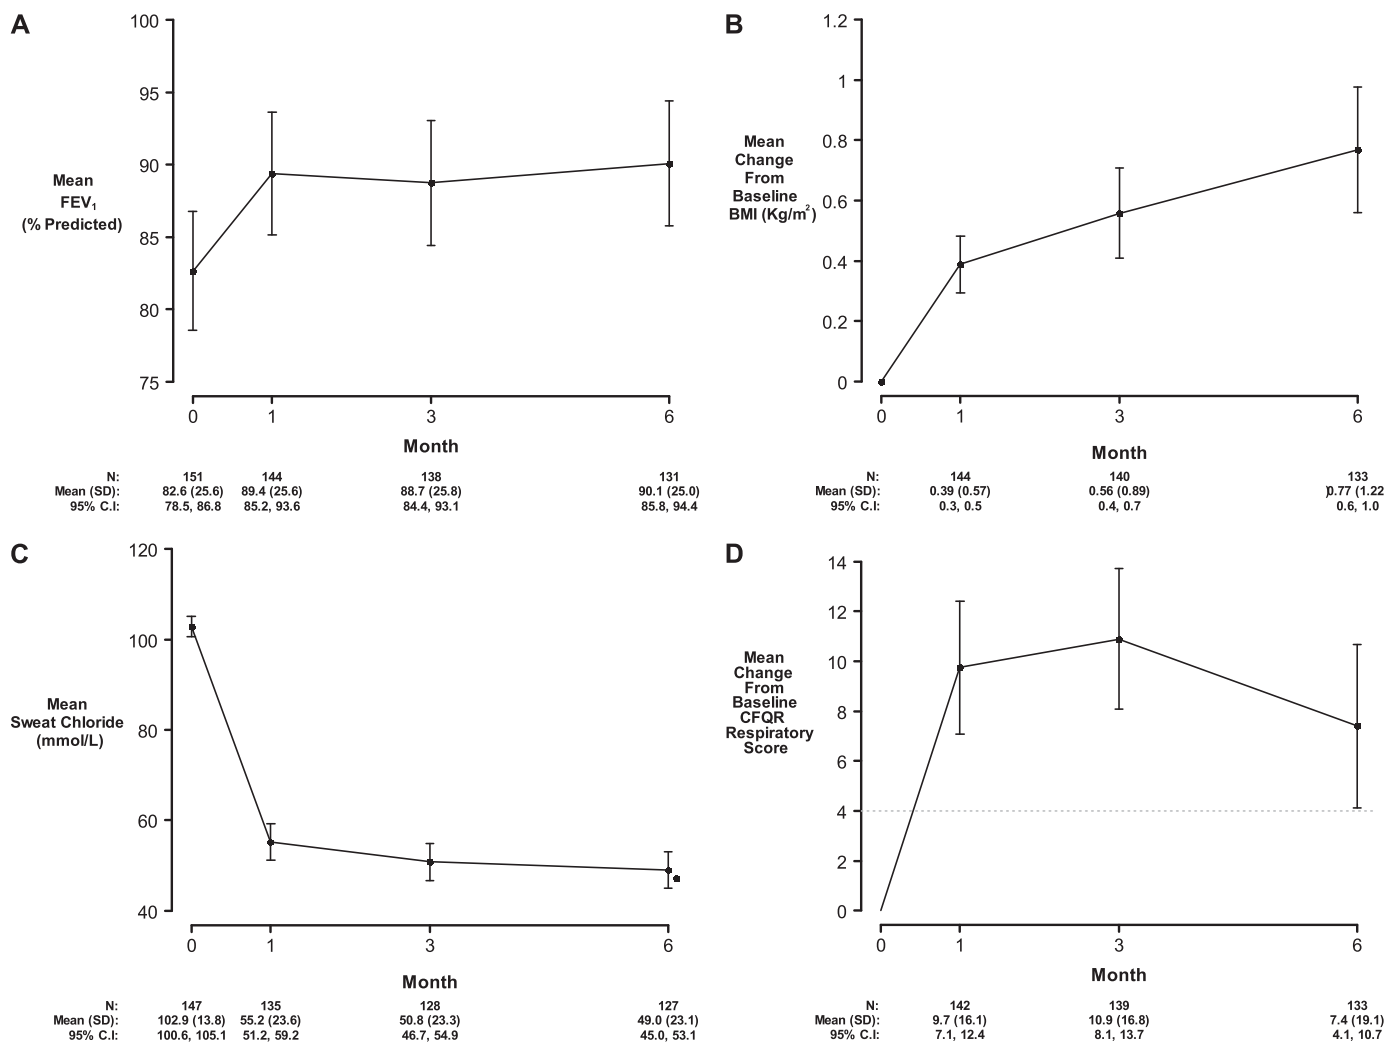 A
100
95
90
85
80
75
Mean
FEV1
(% Predicted)
0 1 3 6
Month
N: 151 144 138 131
Mean (SD): 82.6 (25.6) 89.4 (25.6) 88.7 (25.8) 90.1 (25.0)
95% C.I: 78.5, 86.8 85.2, 93.6 84.4, 93.1 85.8, 94.4
B
1.2
1
0.8
0.6
0.4
0.2
0
Mean
Change
From
Baseline
BMI (Kg/m²)
0 1 3 6
Month
N: 144 140 133
Mean (SD): 0.39 (0.57) 0.56 (0.89) )0.77 (1.22
95% C.I: 0.3, 0.5 0.4, 0.7 0.6, 1.0
C
120
100
80
60
40
Mean
Sweat Chloride
(mmol/L)
0 1 3 6
Month
N: 147 135 128 127
Mean (SD): 102.9 (13.8) 55.2 (23.6) 50.8 (23.3) 49.0 (23.1)
95% C.I: 100.6, 105.1 51.2, 59.2 46.7, 54.9 45.0, 53.1
D
14
12
10
8
6
4
2
0
Mean
Change
From
Baseline
CFQR
Respiratory
Score
0 1 3 6
Month
N: 142 139 133
Mean (SD): 9.7 (16.1) 10.9 (16.8) 7.4 (19.1)
95% C.I: 7.1, 12.4 8.1, 13.7 4.1, 10.7